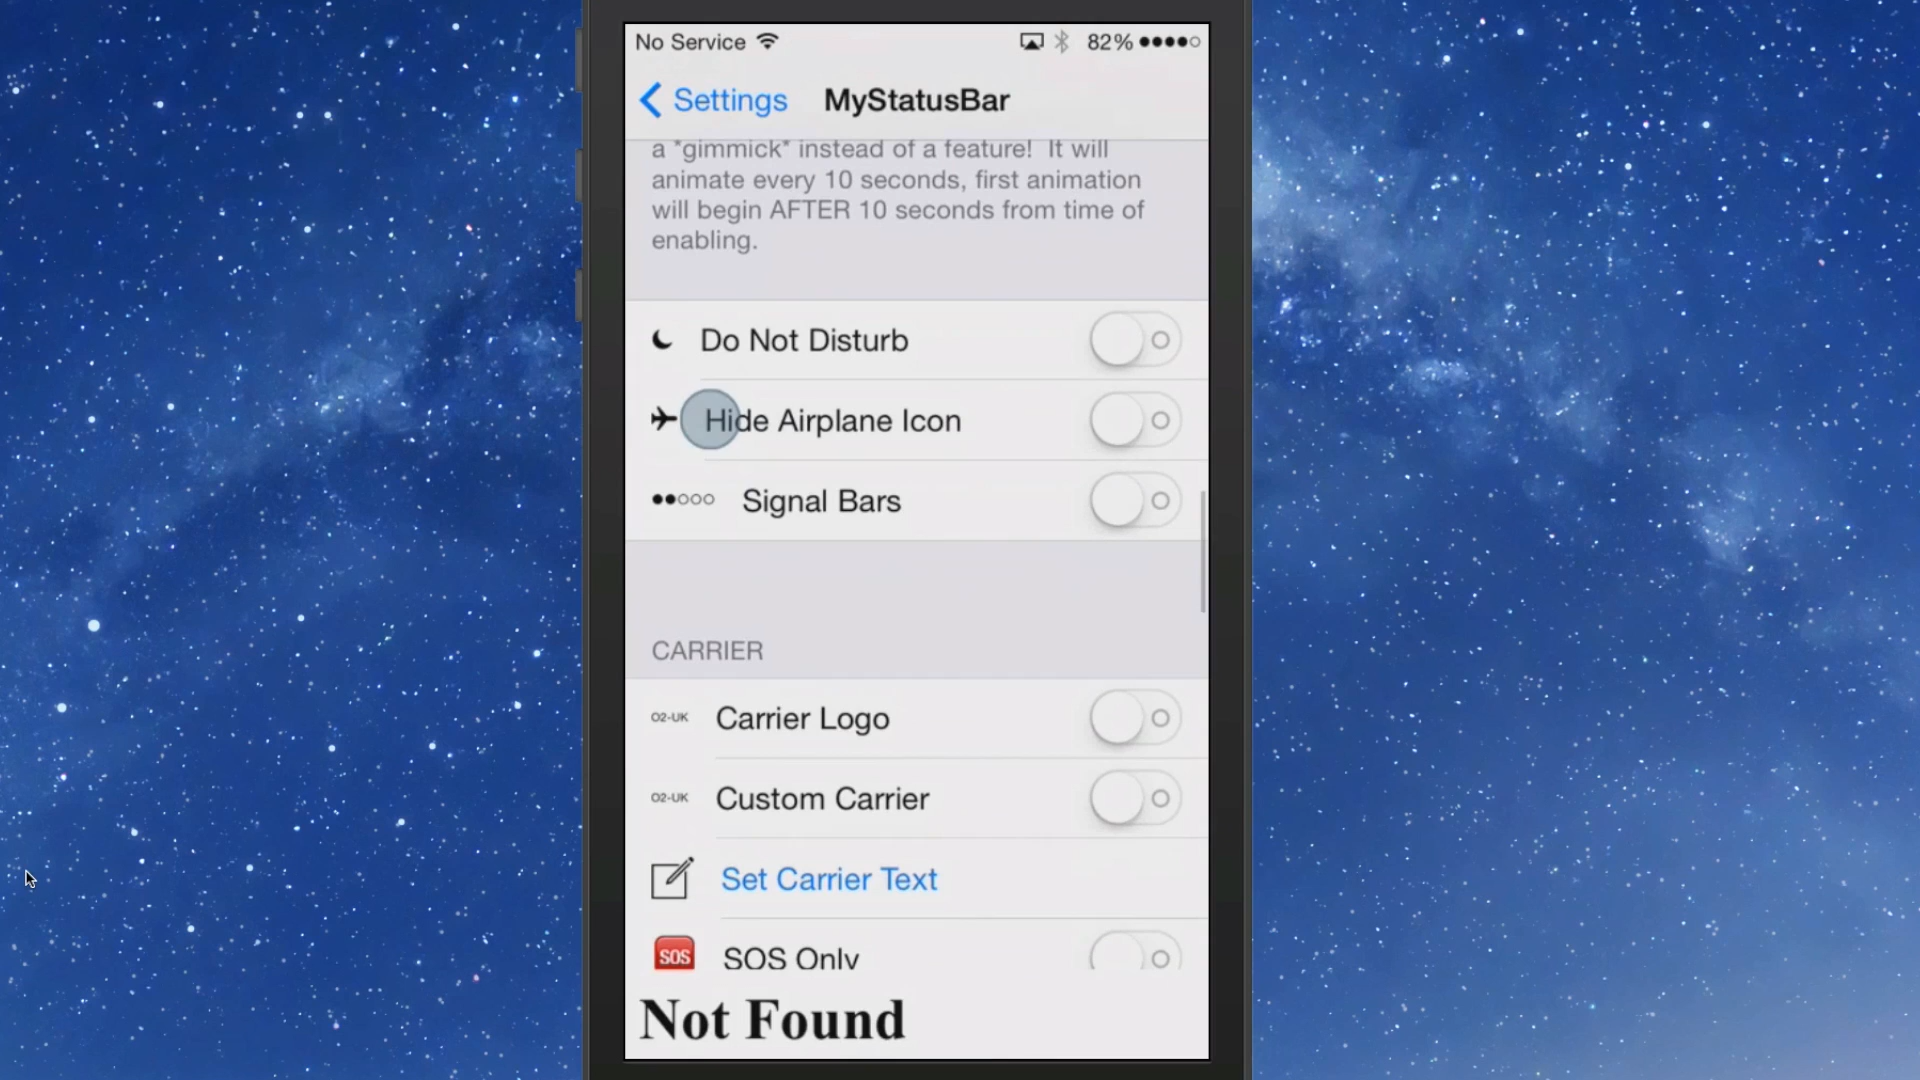 No Service 82%
Settings MyStatusBar
a *gimmick* instead of a feature! It will
animate every 10 seconds, first animation
will begin AFTER 10 seconds from time of
enabling.
Do Not Disturb
Hide Airplane Icon
Signal Bars
CARRIER
O2-UK Carrier Logo
O2-UK Custom Carrier
Set Carrier Text
SOS SOS Only
Not Found